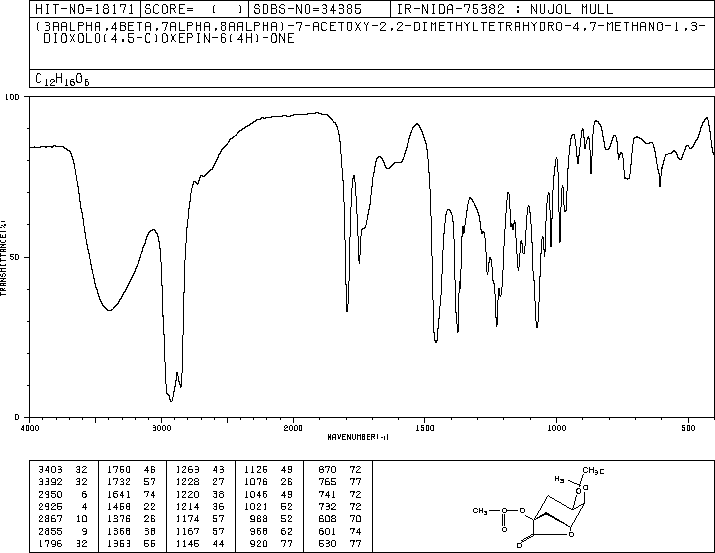 HIT-NO=18171 SCORE= ( ) SDBS-NO=34385 IR-NIDA-75382 : NUJOL MULL
(3AALPHA,4BETA,7ALPHA,8AALPHA)-7-ACETOXY-2,2-DIMETHYLTETRAHYDRO-4,7-METHANO-1,3-
DIOXOLO(4,5-C)OXEPIN-6(4H)-ONE
C12H16O6
100
50
0
TRANSMITTANCE(%)
4000 3000 2000 1500 1000 500
WAVENUMBER(-1)
3403 32 1760 46 1263 43 1126 49 870 72
3392 32 1732 57 1228 27 1076 26 765 77
2950 6 1641 74 1220 38 1046 49 741 72
2926 4 1458 22 1214 36 1021 52 732 72
2867 10 1376 26 1174 57 988 52 608 70
2855 9 1368 38 1167 57 968 62 601 74
1796 32 1363 56 1146 44 920 77 530 77
CH3
H3C
O
O
CH3
O
O
O
O